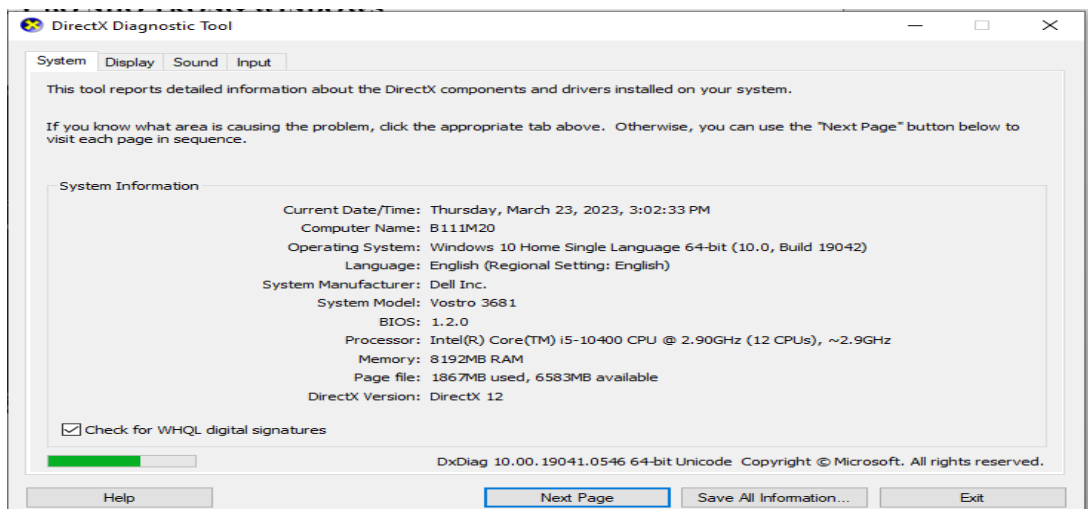 DirectX Diagnostic Tool
System Display Sound Input
This tool reports detailed information about the DirectX components and drivers installed on your system.
If you know what area is causing the problem, click the appropriate tab above.  Otherwise, you can use the "Next Page" button below to
visit each page in sequence.
System Information
Current Date/Time: Thursday, March 23, 2023, 3:02:33 PM
Computer Name: B111M20
Operating System: Windows 10 Home Single Language 64-bit (10.0, Build 19042)
Language: English (Regional Setting: English)
System Manufacturer: Dell Inc.
System Model: Vostro 3681
BIOS: 1.2.0
Processor: Intel(R) Core(TM) i5-10400 CPU @ 2.90GHz (12 CPUs), ~2.9GHz
Memory: 8192MB RAM
Page file: 1867MB used, 6583MB available
DirectX Version: DirectX 12
Check for WHQL digital signatures
DxDiag 10.00.19041.0546 64-bit Unicode  Copyright © Microsoft. All rights reserved.
Help Next Page Save All Information... Exit